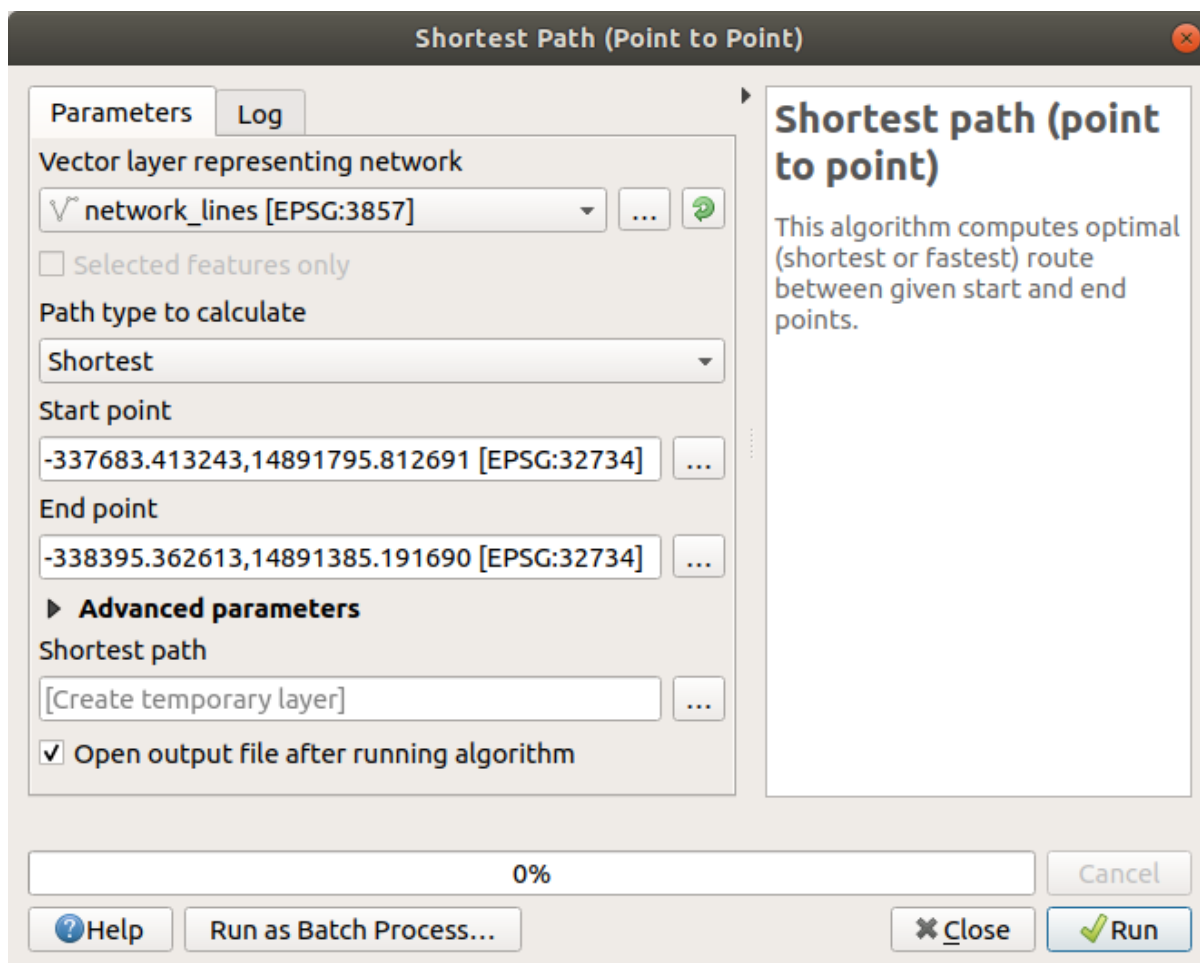 Shortest Path (Point to Point)
Parameters
Log
Vector layer representing network
network_lines [EPSG:3857]
...
Selected features only
Path type to calculate
Shortest
Start point
-337683.413243,14891795.812691 [EPSG:32734]
...
End point
-338395.362613,14891385.191690 [EPSG:32734]
...
Advanced parameters
Shortest path
[Create temporary layer]
...
Open output file after running algorithm
Shortest path (point
to point)
This algorithm computes optimal
(shortest or fastest) route
between given start and end
points.
0%
Cancel
Help
Run as Batch Process...
Close
Run